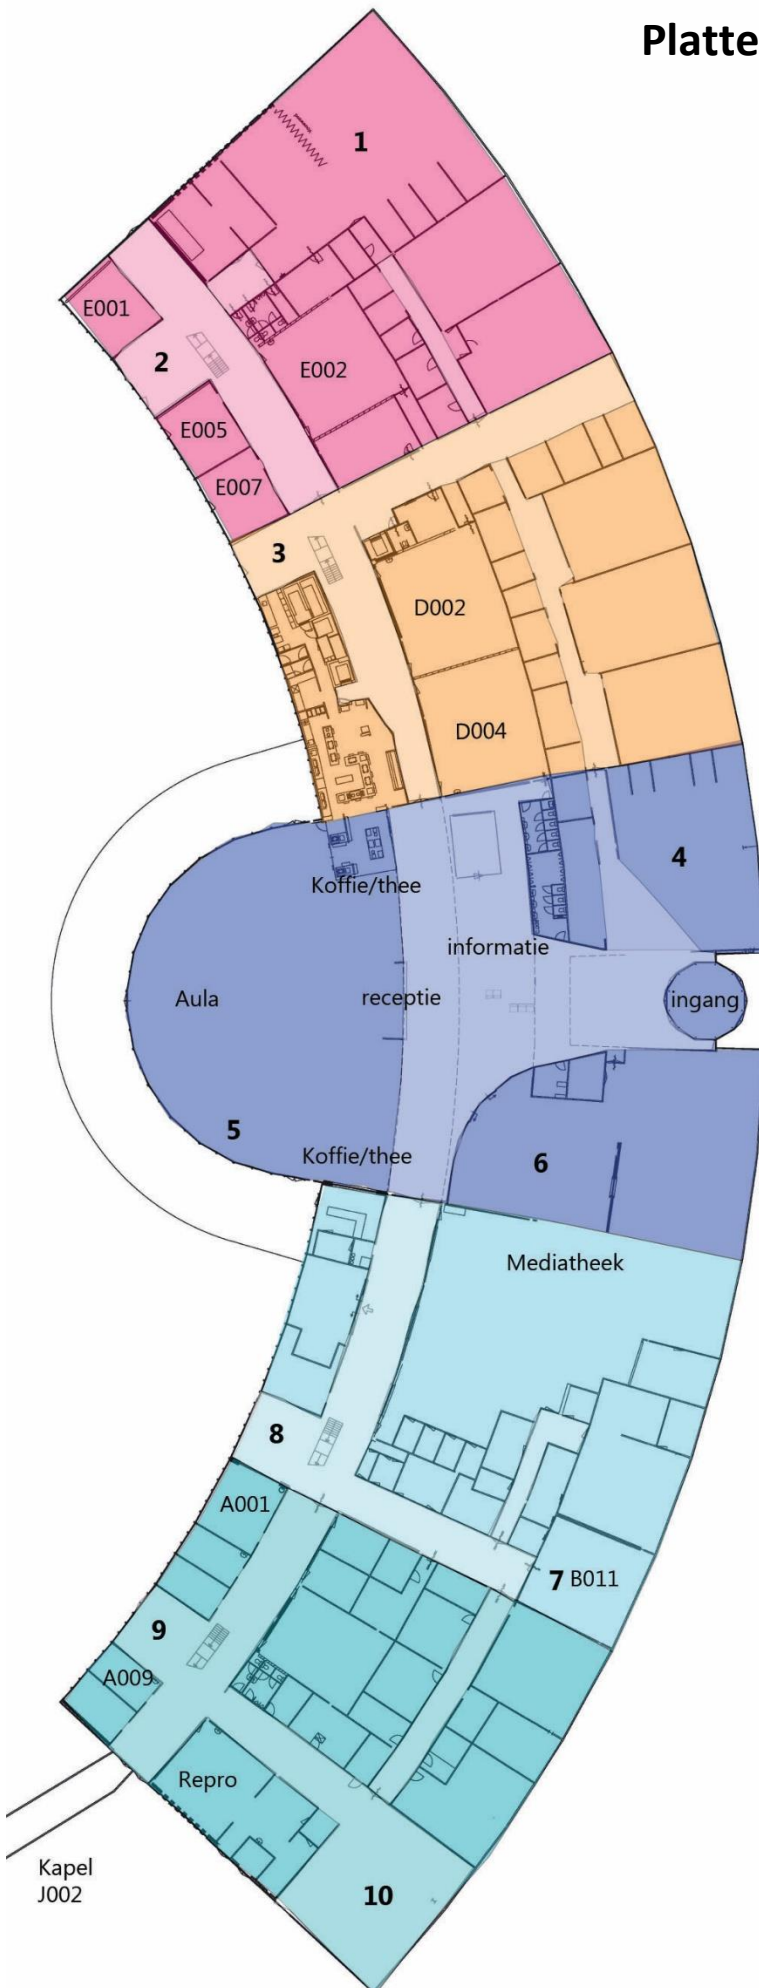 Platte
1
E001
2
E002
E005
E007
3
D002
D004
4
Koffie/thee
informatie
Aula
receptie
ingang
5
Koffie/thee
6
Mediatheek
8
A001
7 B011
9
A009
Repro
Kapel
J002
10